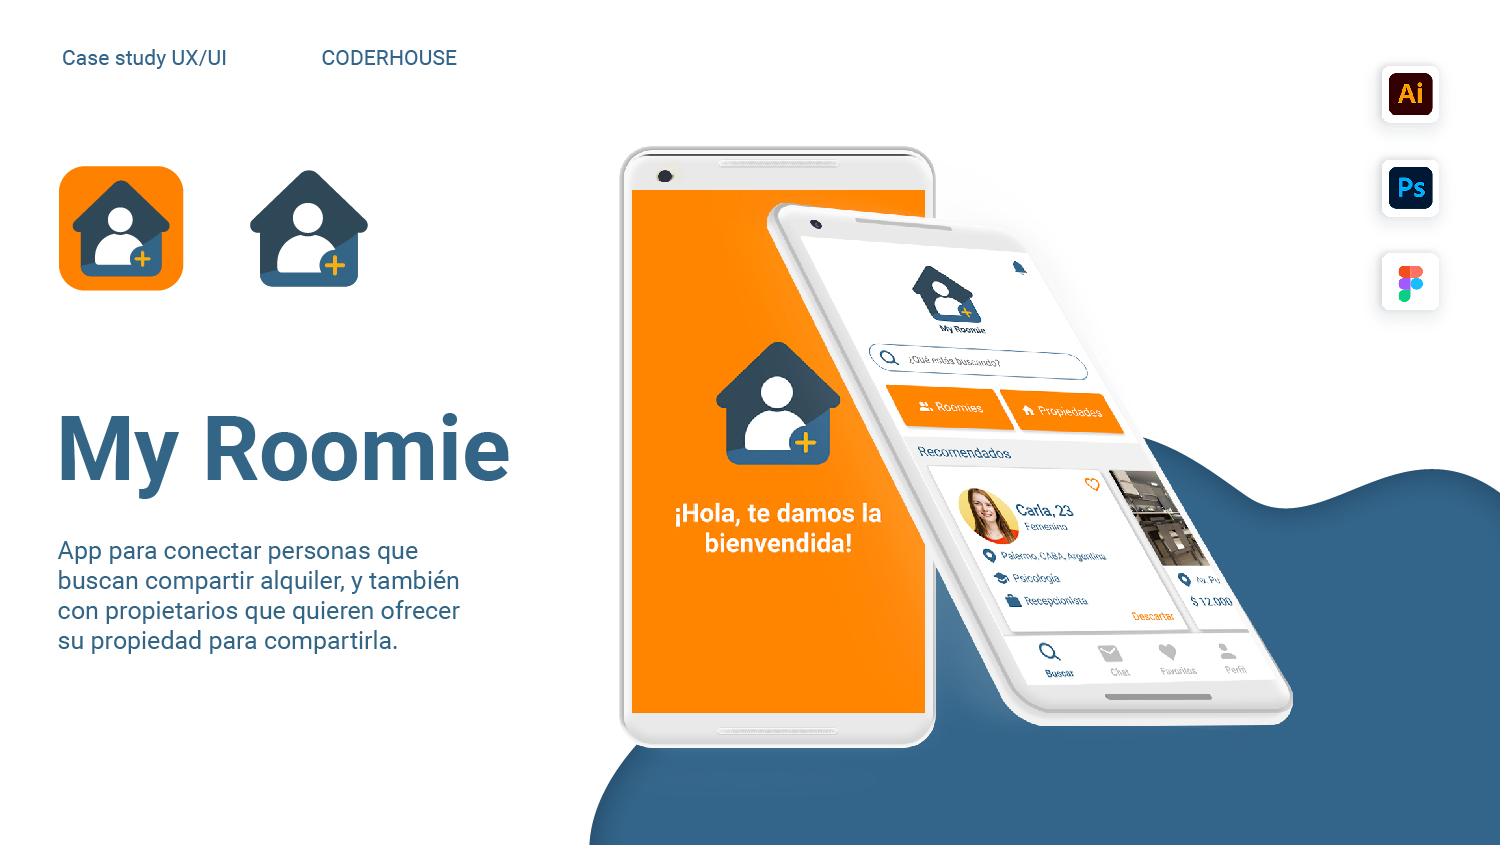 Case study UX/UI
CODERHOUSE
Ai
Ps
My Roomie
App para conectar personas que
buscan compartir alquiler, y también
con propietarios que quieren ofrecer
su propiedad para compartirla.
¡Hola, te damos la
bienvendida!
My Roomie
¿Qué estás buscando?
Roomies
Propiedades
Recomendados
Carla, 23
Femenino
Palermo, CABA, Argentina
Psicología
Recepcionista
Descartar
Av. Pu
$ 12.000
Buscar
Chat
Favoritos
Perfil